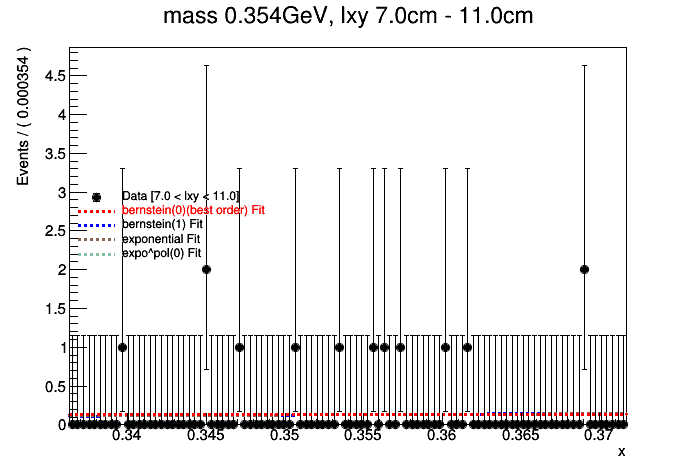 mass 0.354GeV, lxy 7.0cm - 11.0cm
Events / ( 0.000354 )
4.5
4
3.5
3
2.5
2
1.5
1
0.5
0
Data [7.0 < lxy < 11.0]
bernstein(0)(best order) Fit
bernstein(1) Fit
exponential Fit
expo^pol(0) Fit
0.34 0.345 0.35 0.355 0.36 0.365 0.37
x